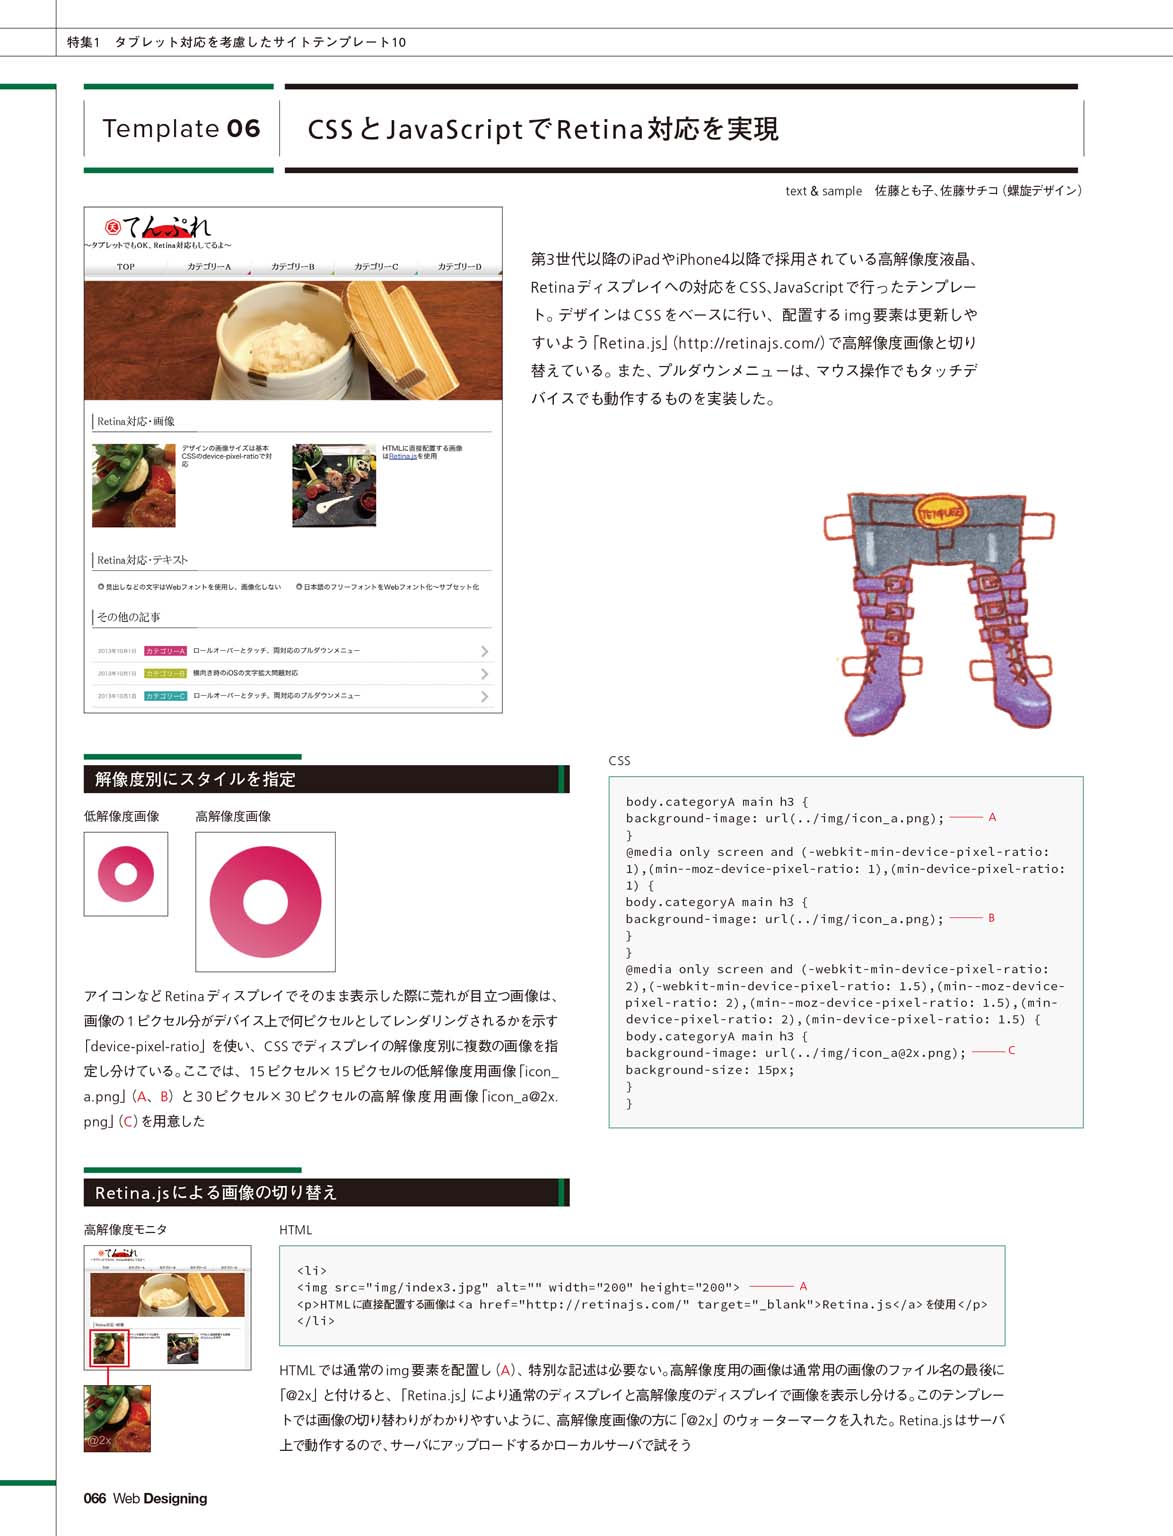 特集1　タブレット対応を考慮したサイトテンプレート10
Template 06
CSSとJavaScriptでRetina対応を実現
text & sample　佐藤とも子、佐藤サチコ（螺旋デザイン）
てんぷれ
〜タブレットでもOK、Retina対応もしてるよ〜
TOP　カテゴリーA　カテゴリーB　カテゴリーC　カテゴリーD
Retina対応・画像
デザインの画像サイズは基本
CSSのdevice-pixel-ratioで対
応
HTMLに直接配置する画像
はRetina.jsを使用
Retina対応・テキスト
見出しなどの文字はWebフォントを使用し、画像化しない
日本語のフリーフォントをWebフォント化〜サブセット化
その他の記事
2013年10月1日 カテゴリーA ロールオーバーとタッチ、両対応のプルダウンメニュー
2013年10月1日 カテゴリーB 横向き時のiOSの文字拡大問題対応
2013年10月1日 カテゴリーC ロールオーバーとタッチ、両対応のプルダウンメニュー
第3世代以降のiPadやiPhone4以降で採用されている高解像度液晶、
Retinaディスプレイへの対応をCSS、JavaScriptで行ったテンプレー
ト。デザインはCSSをベースに行い、配置するimg要素は更新しや
すいよう「Retina.js」（http://retinajs.com/）で高解像度画像と切り
替えている。また、プルダウンメニューは、マウス操作でもタッチデ
バイスでも動作するものを実装した。
TEMPLATE
解像度別にスタイルを指定
低解像度画像　高解像度画像
アイコンなどRetinaディスプレイでそのまま表示した際に荒れが目立つ画像は、
画像の1ピクセル分がデバイス上で何ピクセルとしてレンダリングされるかを示す
「device-pixel-ratio」を使い、CSSでディスプレイの解像度別に複数の画像を指
定し分けている。ここでは、15ピクセル×15ピクセルの低解像度用画像「icon_
a.png」（A、B）と30ピクセル×30ピクセルの高解像度用画像「icon_a@2x.
png」（C）を用意した
CSS
body.categoryA main h3 {
background-image: url(../img/icon_a.png); A
}
@media only screen and (-webkit-min-device-pixel-ratio:
1),(min--moz-device-pixel-ratio: 1),(min-device-pixel-ratio:
1) {
body.categoryA main h3 {
background-image: url(../img/icon_a.png); B
}
}
@media only screen and (-webkit-min-device-pixel-ratio:
2),(-webkit-min-device-pixel-ratio: 1.5),(min--moz-device-
pixel-ratio: 2),(min--moz-device-pixel-ratio: 1.5),(min-
device-pixel-ratio: 2),(min-device-pixel-ratio: 1.5) {
body.categoryA main h3 {
background-image: url(../img/icon_a@2x.png); C
background-size: 15px;
}
}
Retina.jsによる画像の切り替え
高解像度モニタ
@2x
HTML
<li>
<img src="img/index3.jpg" alt="" width="200" height="200"> A
<p>HTMLに直接配置する画像は<a href="http://retinajs.com/" target="_blank">Retina.js</a>を使用</p>
</li>
HTMLでは通常のimg要素を配置し（A）、特別な記述は必要ない。高解像度用の画像は通常用の画像のファイル名の最後に
「@2x」と付けると、「Retina.js」により通常のディスプレイと高解像度のディスプレイで画像を表示し分ける。このテンプレー
トでは画像の切り替わりがわかりやすいように、高解像度画像の方に「@2x」のウォーターマークを入れた。Retina.jsはサーバ
上で動作するので、サーバにアップロードするかローカルサーバで試そう
066 Web Designing